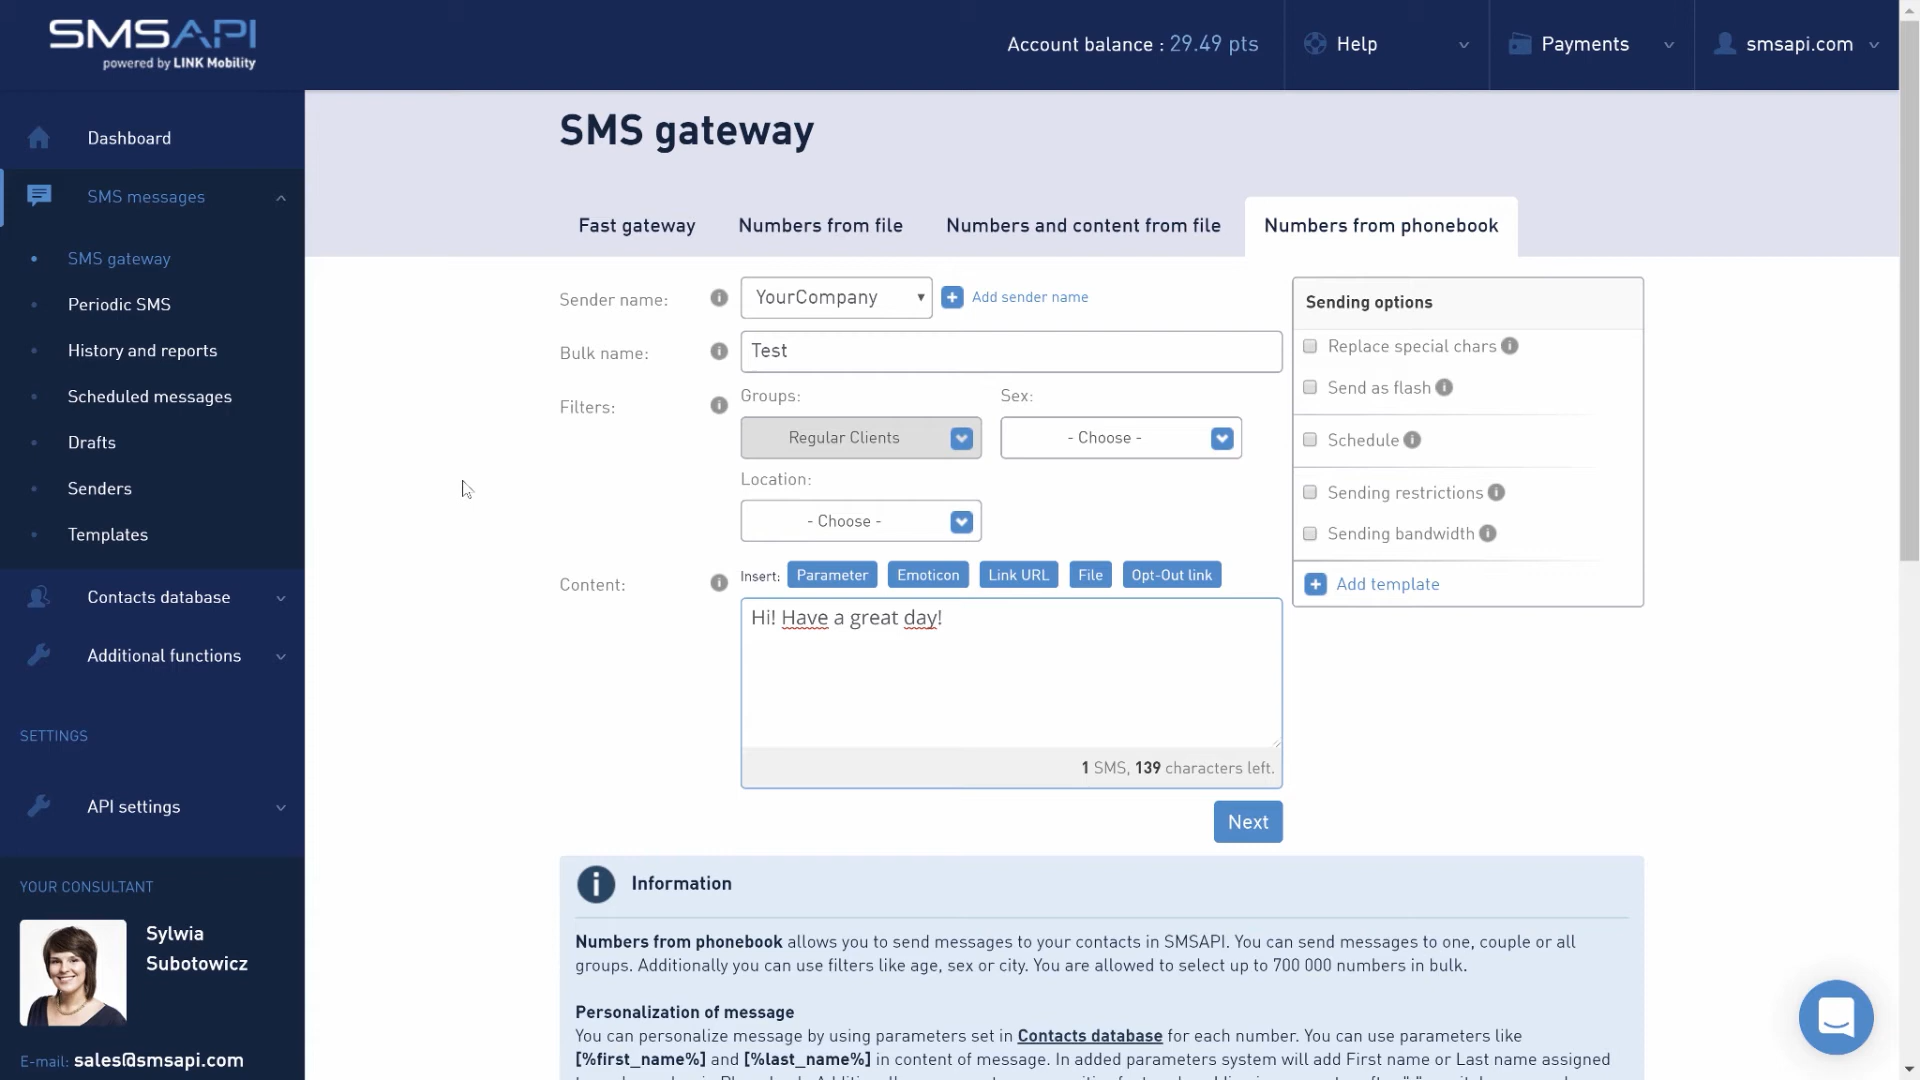 SMSAPI
powered by LINK Mobility
Account balance : 29.49 pts
Help
Payments
smsapi.com
Dashboard
SMS messages
SMS gateway
Periodic SMS
History and reports
Scheduled messages
Drafts
Senders
Templates
Contacts database
Additional functions
SETTINGS
API settings
YOUR CONSULTANT
Sylwia
Subotowicz
E-mail: sales@smsapi.com
SMS gateway
Fast gateway
Numbers from file
Numbers and content from file
Numbers from phonebook
Sender name:
YourCompany
Add sender name
Bulk name:
Test
Filters:
Groups:
Sex:
Regular Clients
- Choose -
Location:
- Choose -
Content:
Insert: Parameter Emoticon Link URL File Opt-Out link
Hi! Have a great day!
1 SMS, 139 characters left.
Next
Sending options
Replace special chars
Send as flash
Schedule
Sending restrictions
Sending bandwidth
Add template
Information
Numbers from phonebook allows you to send messages to your contacts in SMSAPI. You can send messages to one, couple or all
groups. Additionally you can use filters like age, sex or city. You are allowed to select up to 700 000 numbers in bulk.
Personalization of message
You can personalize message by using parameters set in Contacts database for each number. You can use parameters like
[%first_name%] and [%last_name%] in content of message. In added parameters system will add First name or Last name assigned